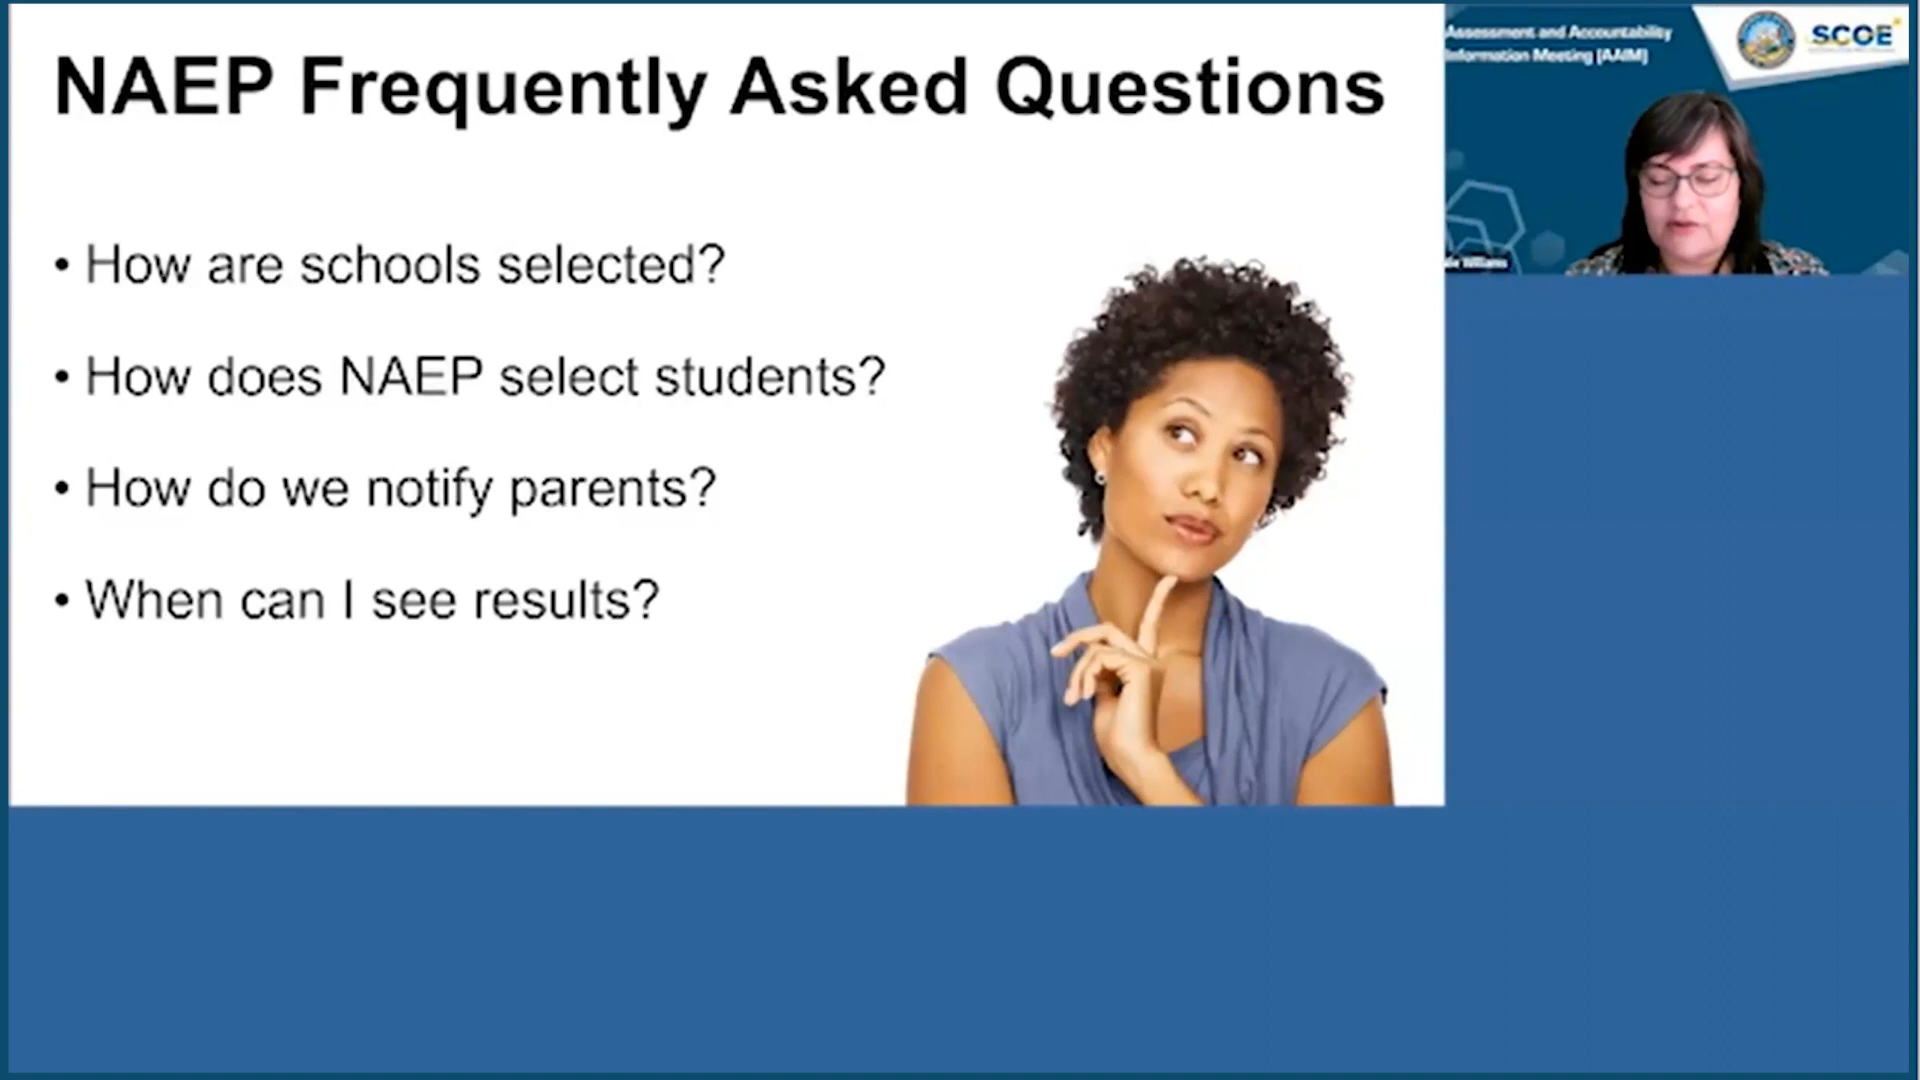 NAEP Frequently Asked Questions
• How are schools selected?
• How does NAEP select students?
• How do we notify parents?
• When can I see results?
Assessment and Accountability
Information Meeting (AAIM)
SCOE
Williams